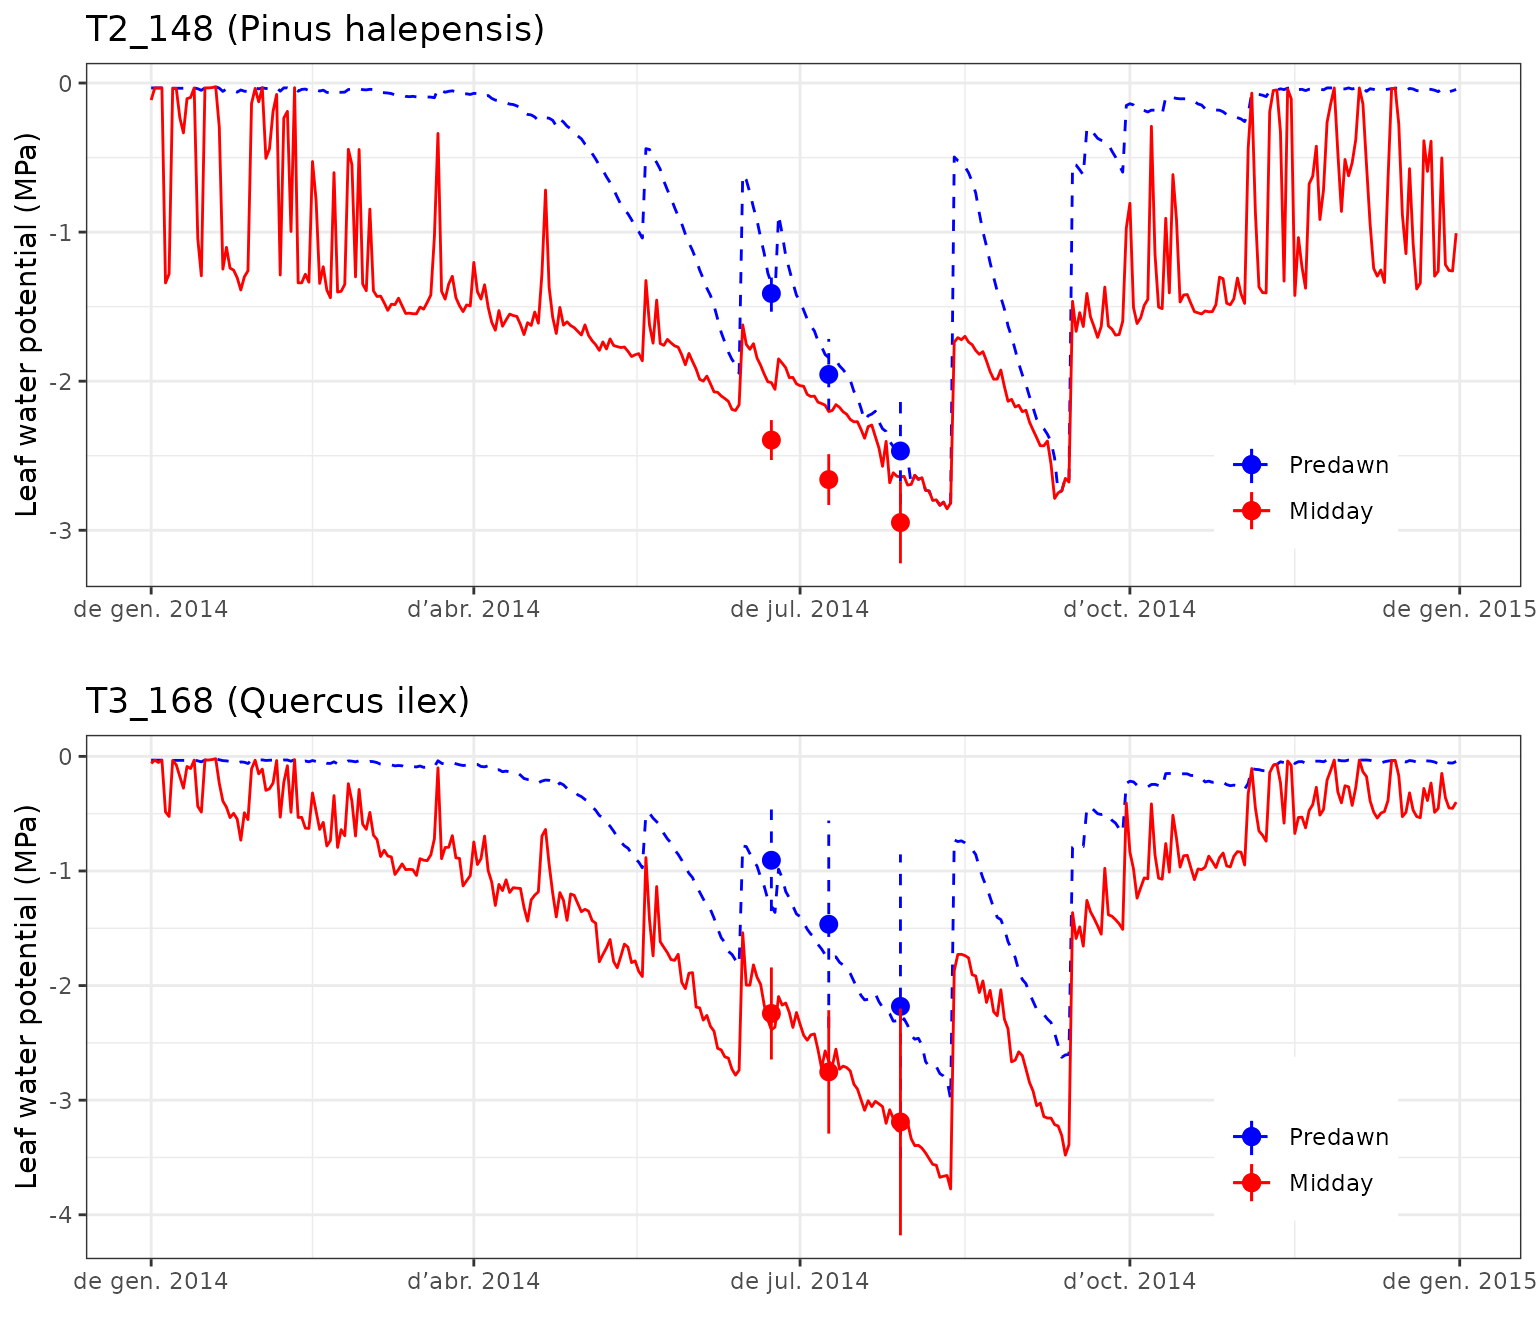 T2_148 (Pinus halepensis)
Leaf water potential (MPa)
0
-1
-2
-3
Predawn
Midday
de gen. 2014 d’abr. 2014 de jul. 2014 d’oct. 2014 de gen. 2015
T3_168 (Quercus ilex)
Leaf water potential (MPa)
0
-1
-2
-3
-4
Predawn
Midday
de gen. 2014 d’abr. 2014 de jul. 2014 d’oct. 2014 de gen. 2015